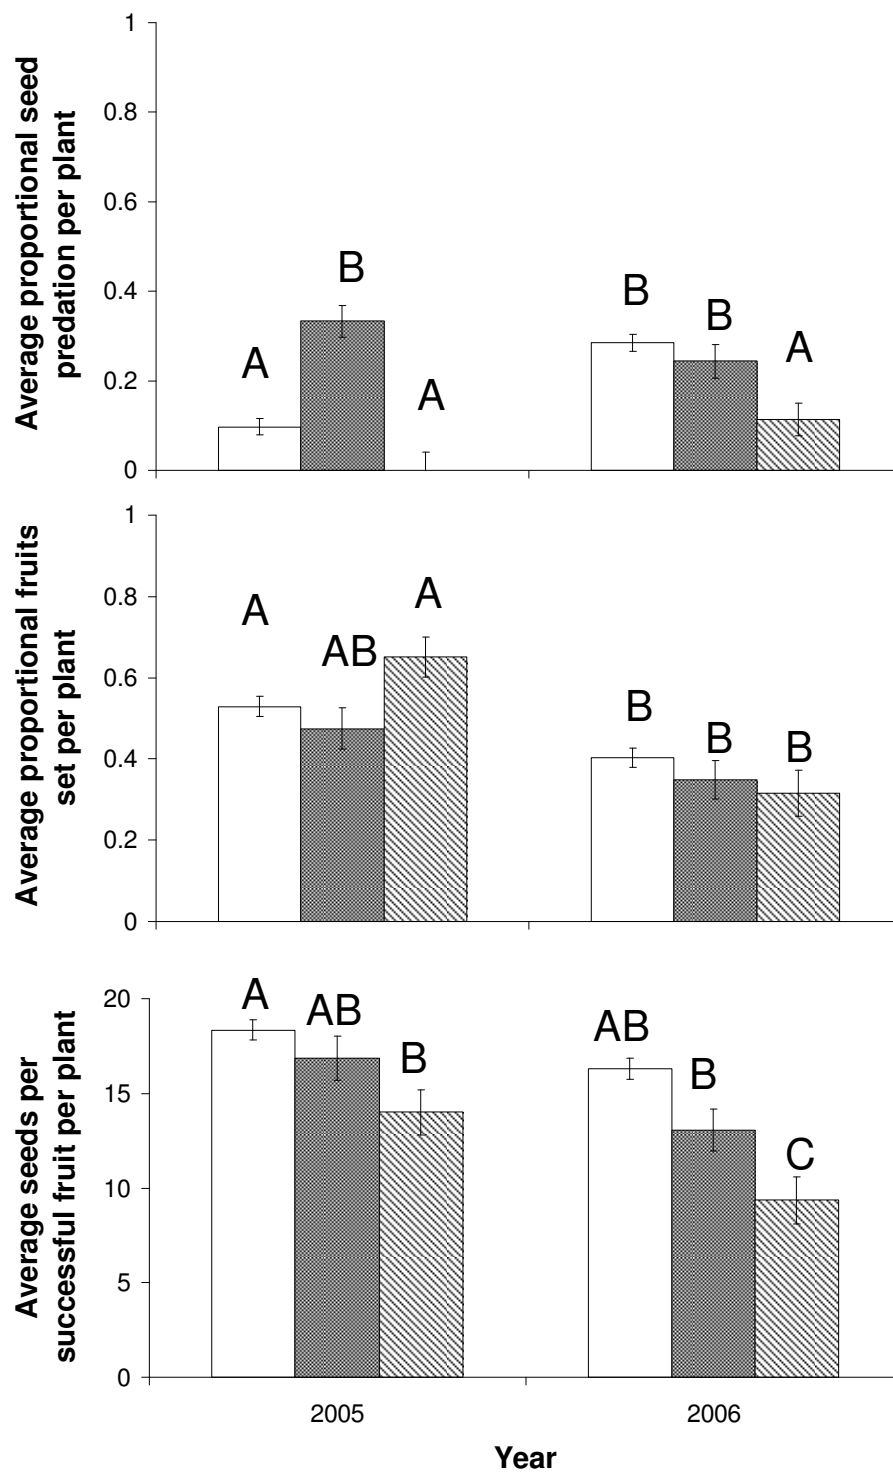 Average proportional seed
predation per plant
1
0.8
0.6
0.4
0.2
0
A
B
A
B
B
A
Average proportional fruits
set per plant
1
0.8
0.6
0.4
0.2
0
A
AB
A
B
B
B
Average seeds per
successful fruit per plant
20
15
10
5
0
A
AB
B
AB
B
C
2005
2006
Year